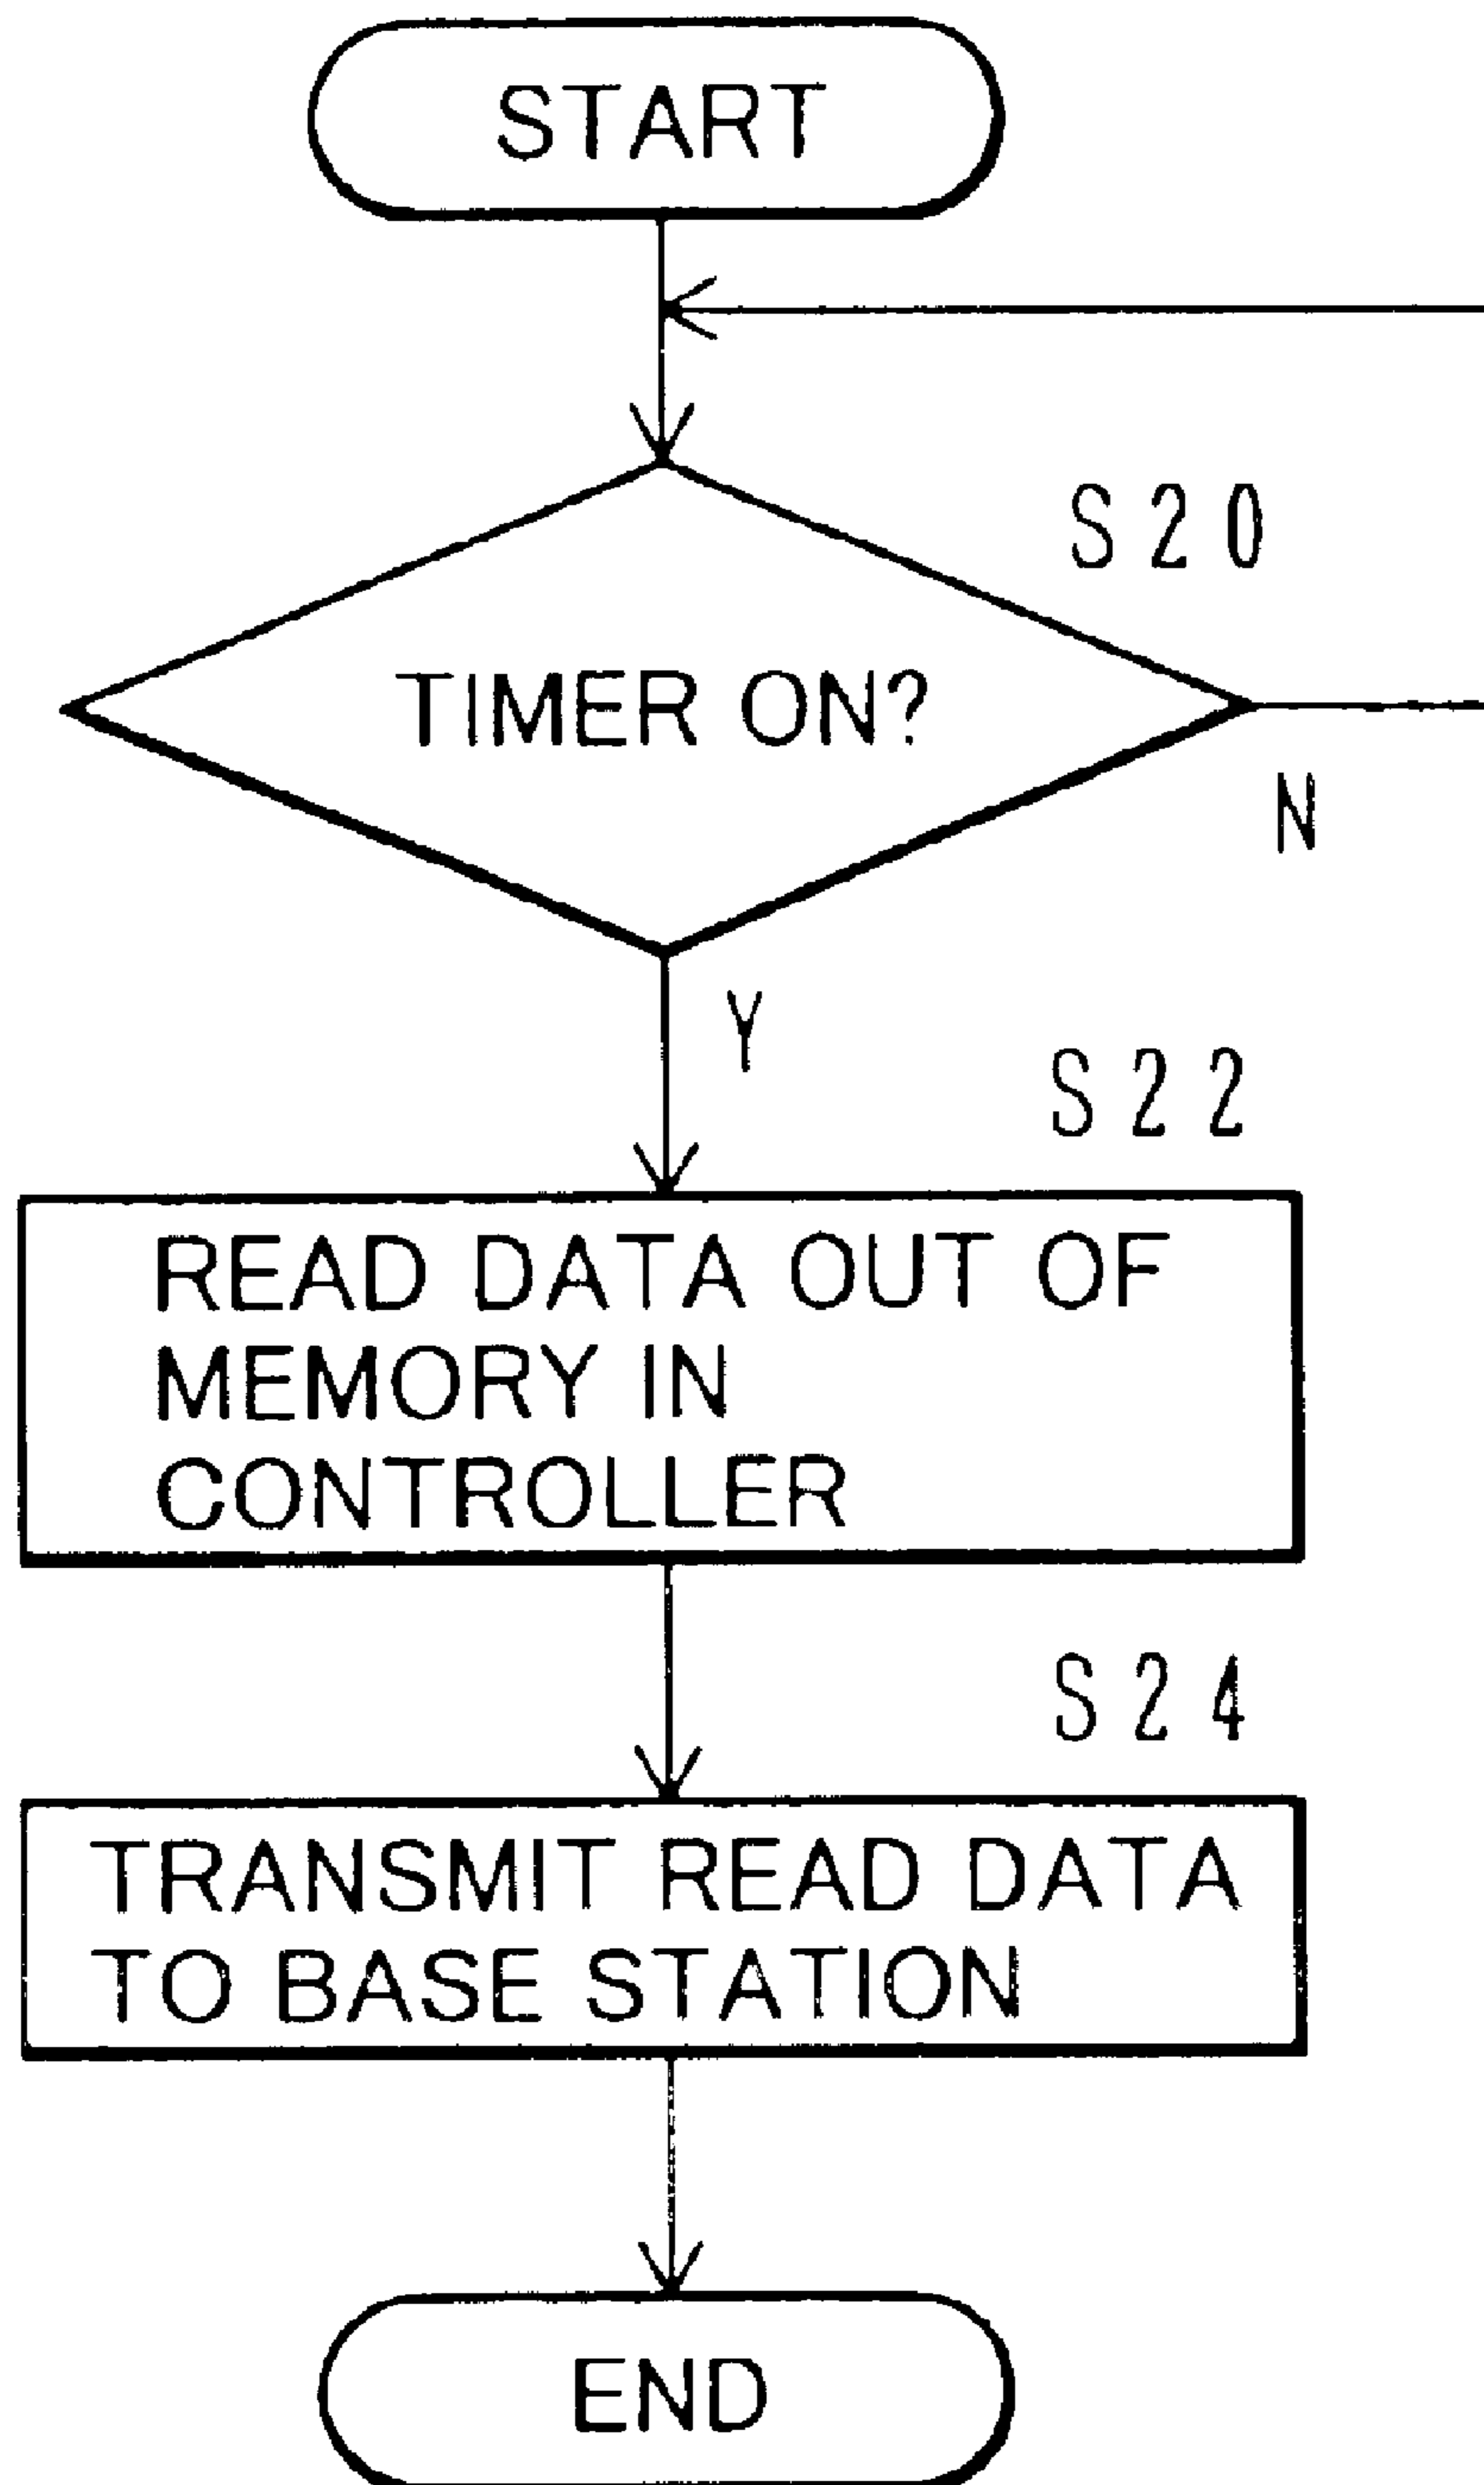 START
S20
TIMER ON?
N
Y
S22
READ DATA OUT OF
MEMORY IN
CONTROLLER
S24
TRANSMIT READ DATA
TO BASE STATION
END